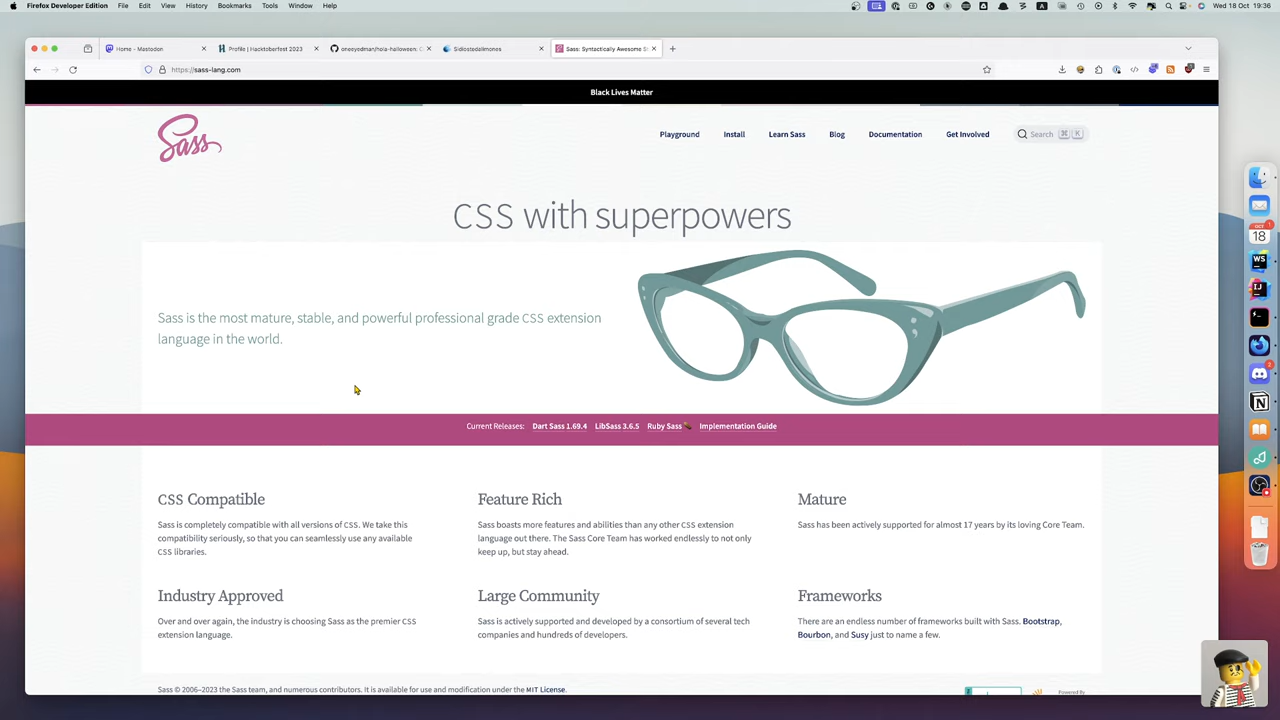 Firefox Developer Edition File Edit View History Bookmarks Tools Window Help
Wed 18 Oct 19:36
Home - Mastodon
Profile | Hacktoberfest 2023
oneeyedman/hola-halloween: C
Sidiostedalimones
Sass: Syntactically Awesome St
https://sass-lang.com
Black Lives Matter
Sass
Playground Install Learn Sass Blog Documentation Get Involved Search ⌘ K
CSS with superpowers
Sass is the most mature, stable, and powerful professional grade CSS extension
language in the world.
Current Releases: Dart Sass 1.69.4 LibSass 3.6.5 Ruby Sass Implementation Guide
CSS Compatible
Sass is completely compatible with all versions of CSS. We take this
compatibility seriously, so that you can seamlessly use any available
CSS libraries.
Feature Rich
Sass boasts more features and abilities than any other CSS extension
language out there. The Sass Core Team has worked endlessly to not only
keep up, but stay ahead.
Mature
Sass has been actively supported for almost 17 years by its loving Core Team.
Industry Approved
Over and over again, the industry is choosing Sass as the premier CSS
extension language.
Large Community
Sass is actively supported and developed by a consortium of several tech
companies and hundreds of developers.
Frameworks
There are an endless number of frameworks built with Sass. Bootstrap,
Bourbon, and Susy just to name a few.
Sass © 2006–2023 the Sass team, and numerous contributors. It is available for use and modification under the MIT License.
Powered By
OCT
18
WS